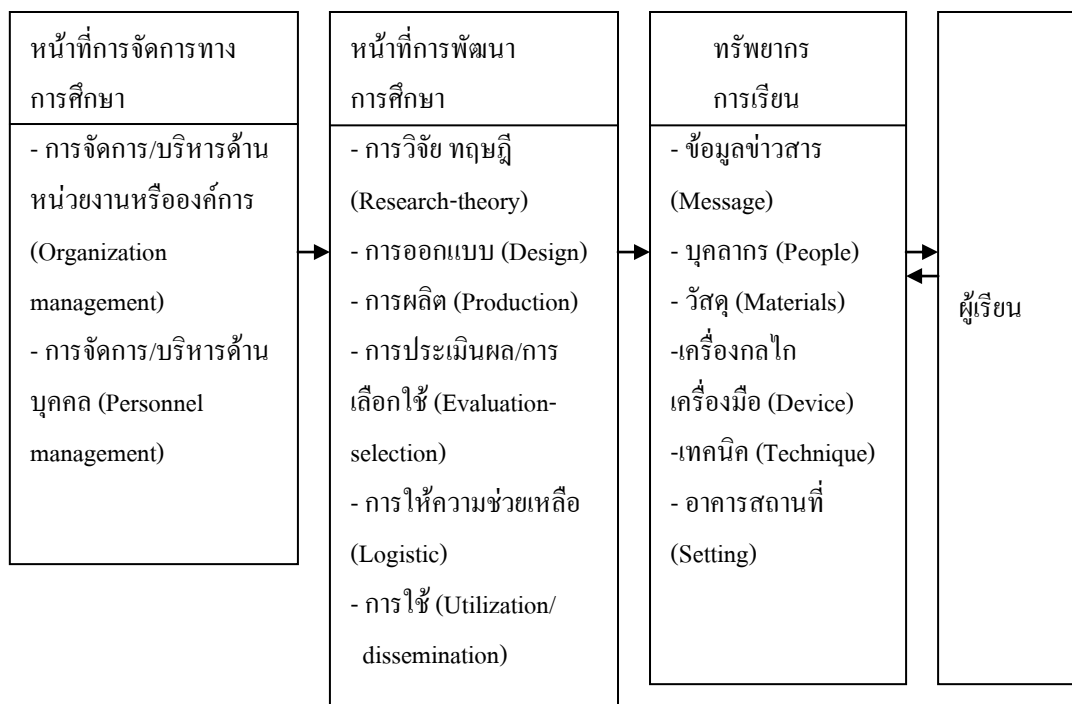 หน้าที่การจัดการทาง
การศึกษา
- การจัดการ/บริหารด้าน
หน่วยงานหรือองค์การ
(Organization
management)
- การจัดการ/บริหารด้าน
บุคคล (Personnel
management)
หน้าที่การพัฒนา
การศึกษา
- การวิจัย ทฤษฎี
(Research-theory)
- การออกแบบ (Design)
- การผลิต (Production)
- การประเมินผล/การ
เลือกใช้ (Evaluation-
selection)
- การให้ความช่วยเหลือ
(Logistic)
- การใช้ (Utilization/
dissemination)
ทรัพยากร
การเรียน
- ข้อมูลข่าวสาร
(Message)
- บุคลากร (People)
- วัสดุ (Materials)
-เครื่องกลไก
เครื่องมือ (Device)
-เทคนิค (Technique)
- อาคารสถานที่
(Setting)
ผู้เรียน